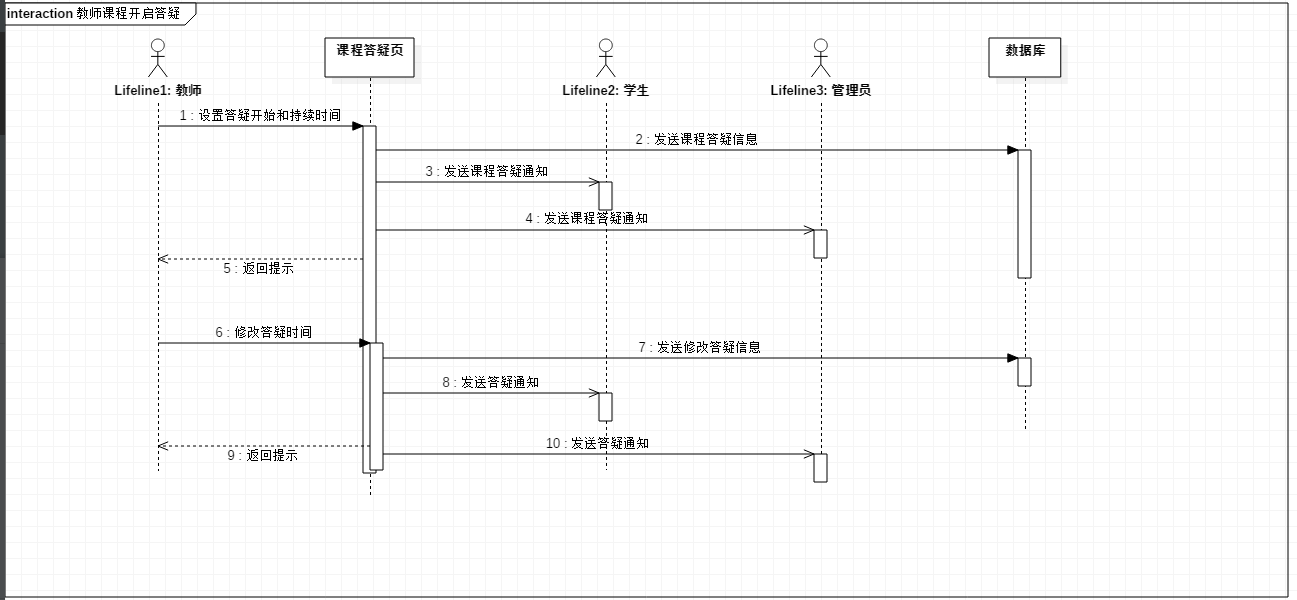 interaction 教师课程开启答疑
课程答疑页
数据库
Lifeline1: 教师
Lifeline2: 学生
Lifeline3: 管理员
1 : 设置答疑开始和持续时间
2 : 发送课程答疑信息
3 : 发送课程答疑通知
4 : 发送课程答疑通知
5 : 返回提示
6 : 修改答疑时间
7 : 发送修改答疑信息
8 : 发送答疑通知
10 : 发送答疑通知
9 : 返回提示